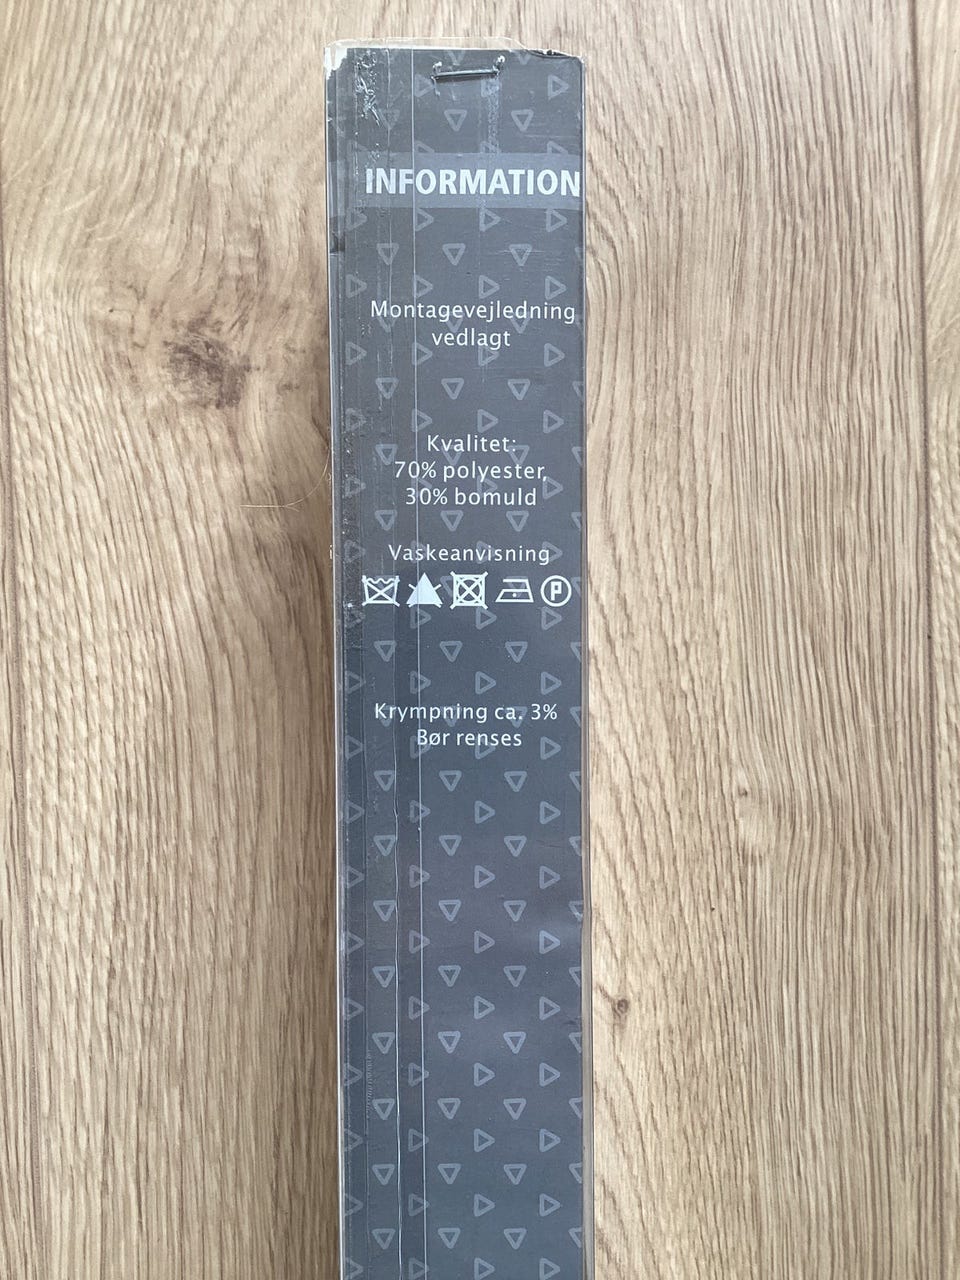 INFORMATION
Montagevejledning
vedlagt
Kvalitet:
70% polyester,
30% bomuld
Vaskeanvisning
P
Krympning ca. 3%
Bør renses